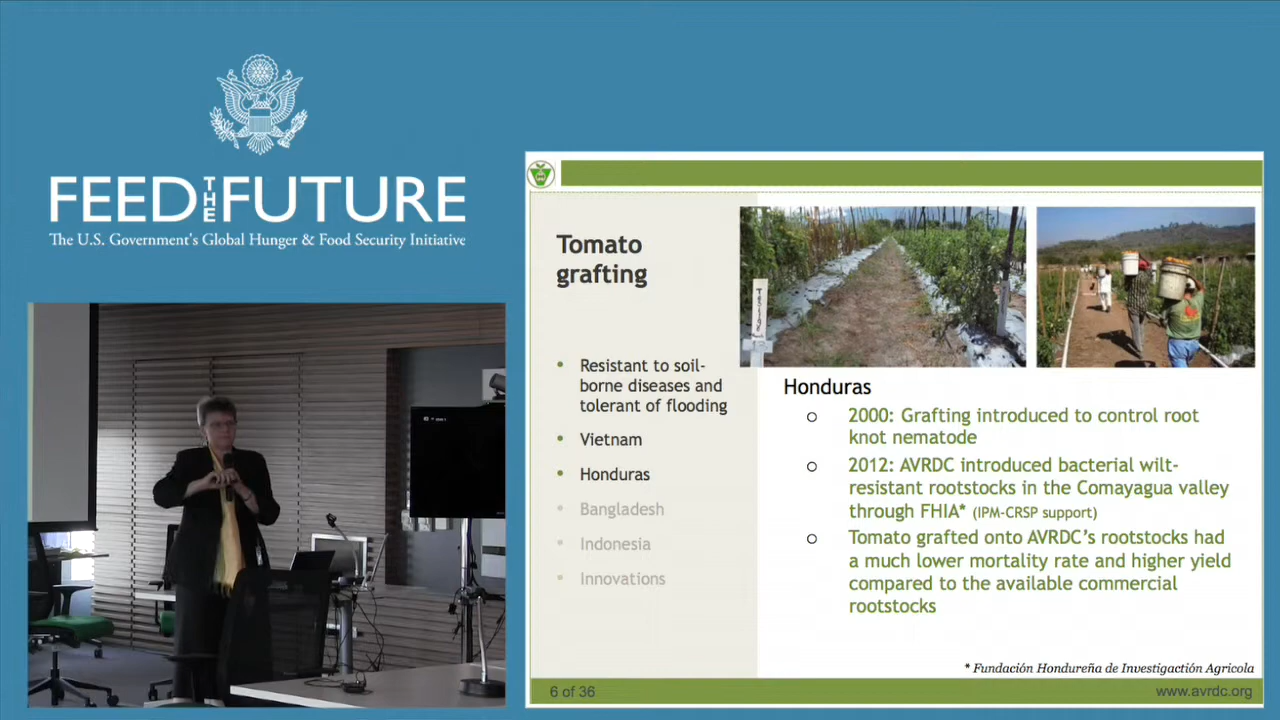 FEED THE FUTURE
The U.S. Government's Global Hunger & Food Security Initiative
Tomato
grafting
• Resistant to soil-
borne diseases and
tolerant of flooding
• Vietnam
• Honduras
• Bangladesh
• Indonesia
• Innovations
Honduras
o 2000: Grafting introduced to control root
knot nematode
o 2012: AVRDC introduced bacterial wilt-
resistant rootstocks in the Comayagua valley
through FHIA* (IPM-CRSP support)
o Tomato grafted onto AVRDC's rootstocks had
a much lower mortality rate and higher yield
compared to the available commercial
rootstocks
* Fundación Hondureña de Investigactión Agricola
6 of 36
www.avrdc.org